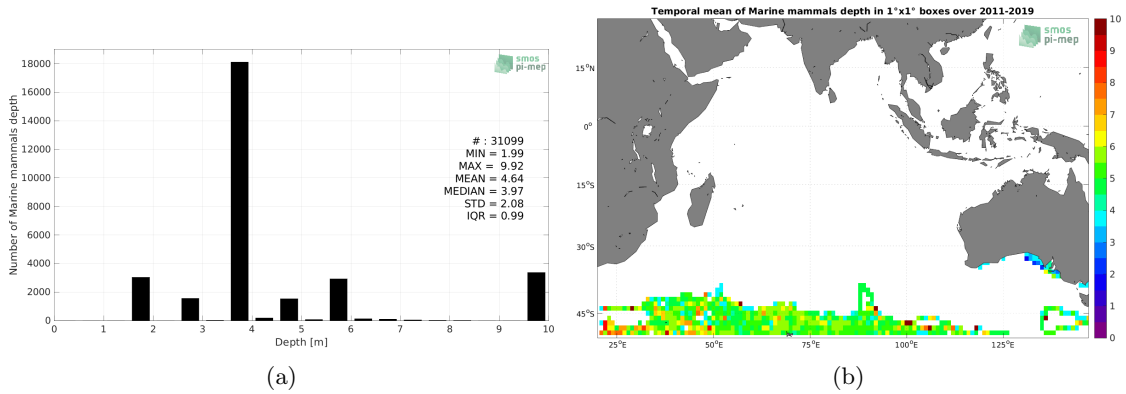 smos
pi-mep
Number of Marine mammals depth
18000
16000
14000
12000
10000
8000
6000
4000
2000
0
# : 31099
MIN = 1.99
MAX = 9.92
MEAN = 4.64
MEDIAN = 3.97
STD = 2.08
IQR = 0.99
0 1 2 3 4 5 6 7 8 9 10
Depth [m]
(a)
Temporal mean of Marine mammals depth in 1°x1° boxes over 2011-2019
smos
pi-mep
15°N
0°
15°S
30°S
45°S
25°E 50°E 75°E 100°E 125°E
10
9
8
7
6
5
4
3
2
1
0
(b)